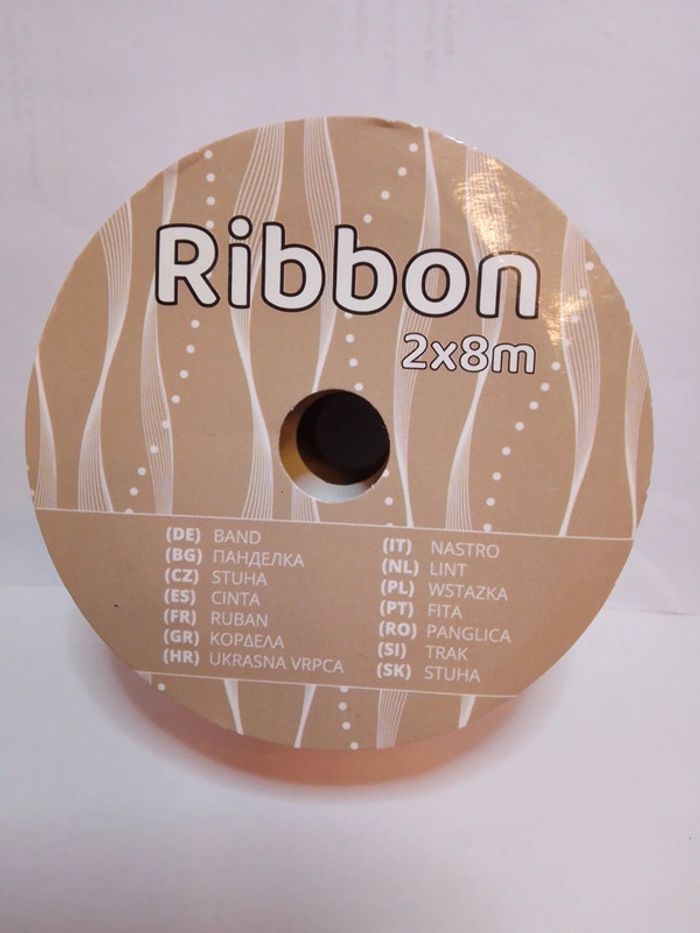 Ribbon
2x8m
(DE) BAND
(BG) ПАНДЕЛКА
(CZ) STUHA
(ES) CINTA
(FR) RUBAN
(GR) ΚΟΡΔΕΛΑ
(HR) UKRASNA VRPCA
(IT) NASTRO
(NL) LINT
(PL) WSTAZKA
(PT) FITA
(RO) PANGLICA
(SI) TRAK
(SK) STUHA